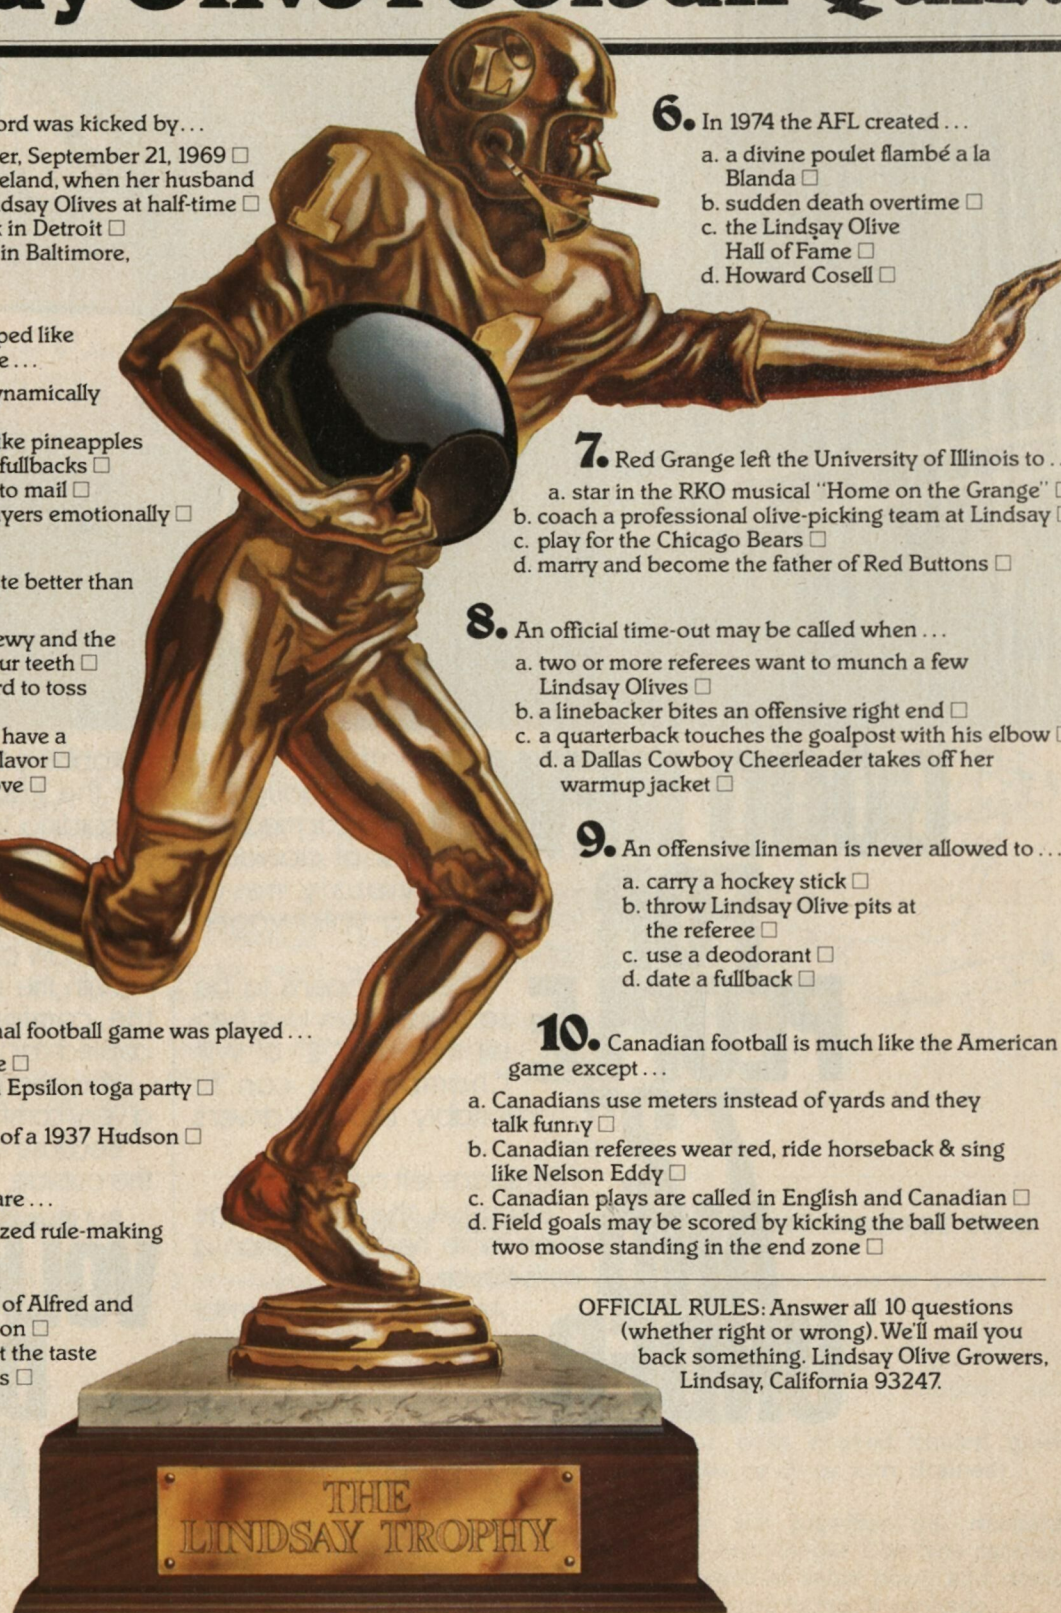 Olive Football
ord was kicked by...
er, September 21, 1969 □
eland, when her husband
dsay Olives at half-time □
in Detroit □
in Baltimore,
ped like
e...
ynamically
ke pineapples
fullbacks □
to mail □
yers emotionally □
te better than
ewy and the
ur teeth □
rd to toss
have a
lavor □
ve □
nal football game was played...
e □
Epsilon toga party □
of a 1937 Hudson □
are...
zed rule-making
of Alfred and
on □
t the taste
s □
L
1
6. In 1974 the AFL created...
a. a divine poulet flambé a la
Blanda □
b. sudden death overtime □
c. the Lindsay Olive
Hall of Fame □
d. Howard Cosell □
7. Red Grange left the University of Illinois to...
a. star in the RKO musical "Home on the Grange" □
b. coach a professional olive-picking team at Lindsay □
c. play for the Chicago Bears □
d. marry and become the father of Red Buttons □
8. An official time-out may be called when...
a. two or more referees want to munch a few
Lindsay Olives □
b. a linebacker bites an offensive right end □
c. a quarterback touches the goalpost with his elbow □
d. a Dallas Cowboy Cheerleader takes off her
warmup jacket □
9. An offensive lineman is never allowed to...
a. carry a hockey stick □
b. throw Lindsay Olive pits at
the referee □
c. use a deodorant □
d. date a fullback □
10. Canadian football is much like the American
game except...
a. Canadians use meters instead of yards and they
talk funny □
b. Canadian referees wear red, ride horseback & sing
like Nelson Eddy □
c. Canadian plays are called in English and Canadian □
d. Field goals may be scored by kicking the ball between
two moose standing in the end zone □
OFFICIAL RULES: Answer all 10 questions
(whether right or wrong). We'll mail you
back something. Lindsay Olive Growers,
Lindsay, California 93247.
THE
LINDSAY TROPHY